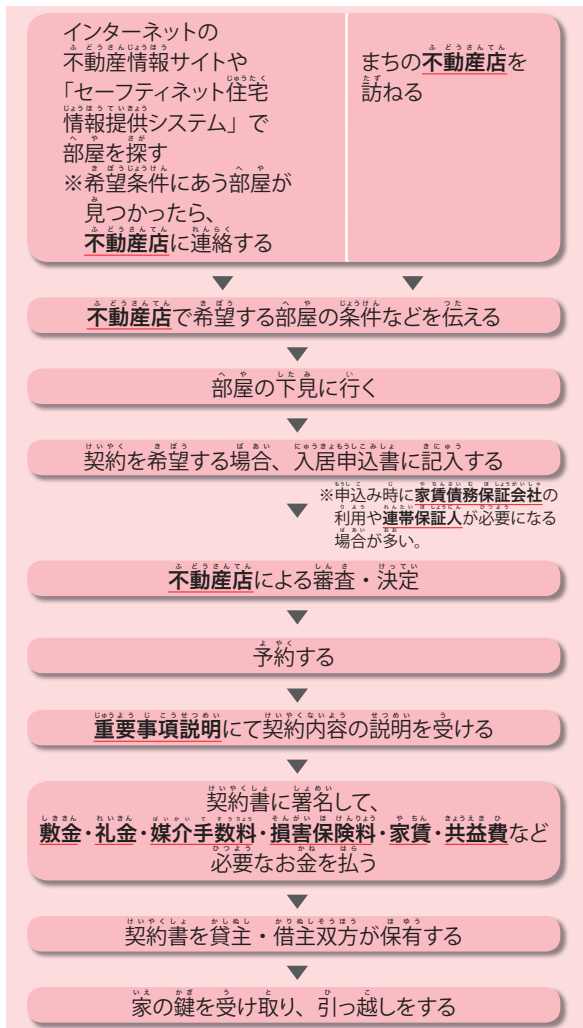 インターネットの
不動産情報サイトや
「セーフティネット住宅
情報提供システム」で
部屋を探す
※希望条件にあう部屋が
見つかったら、
不動産店に連絡する
まちの不動産店を
訪ねる
不動産店で希望する部屋の条件などを伝える
部屋の下見に行く
契約を希望する場合、入居申込書に記入する
※申込み時に家賃債務保証会社の
利用や連帯保証人が必要になる
場合が多い。
不動産店による審査・決定
予約する
重要事項説明にて契約内容の説明を受ける
契約書に署名して、
敷金・礼金・媒介手数料・損害保険料・家賃・共益費など
必要なお金を払う
契約書を貸主・借主双方が保有する
家の鍵を受け取り、引っ越しをする